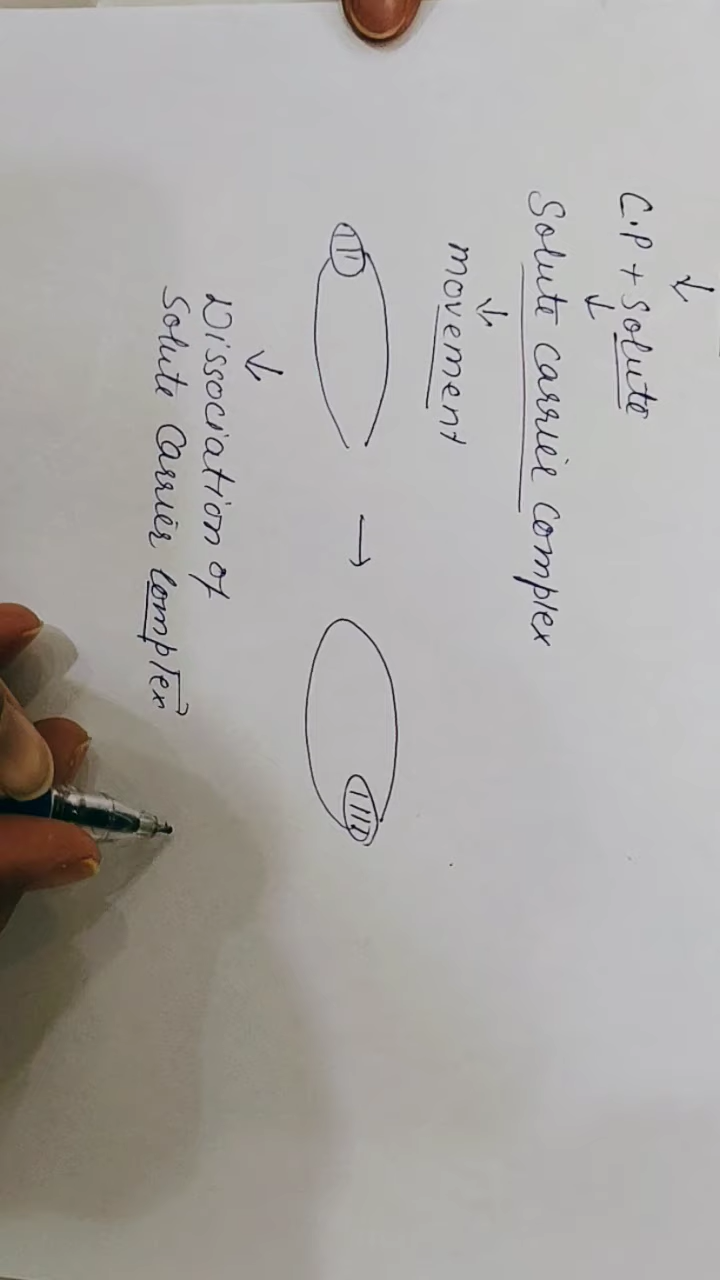 ↓
C.P + Solute
↓
Solute carrier complex
↓
movement
→
↓
Dissociation of
Solute Carrier Complex